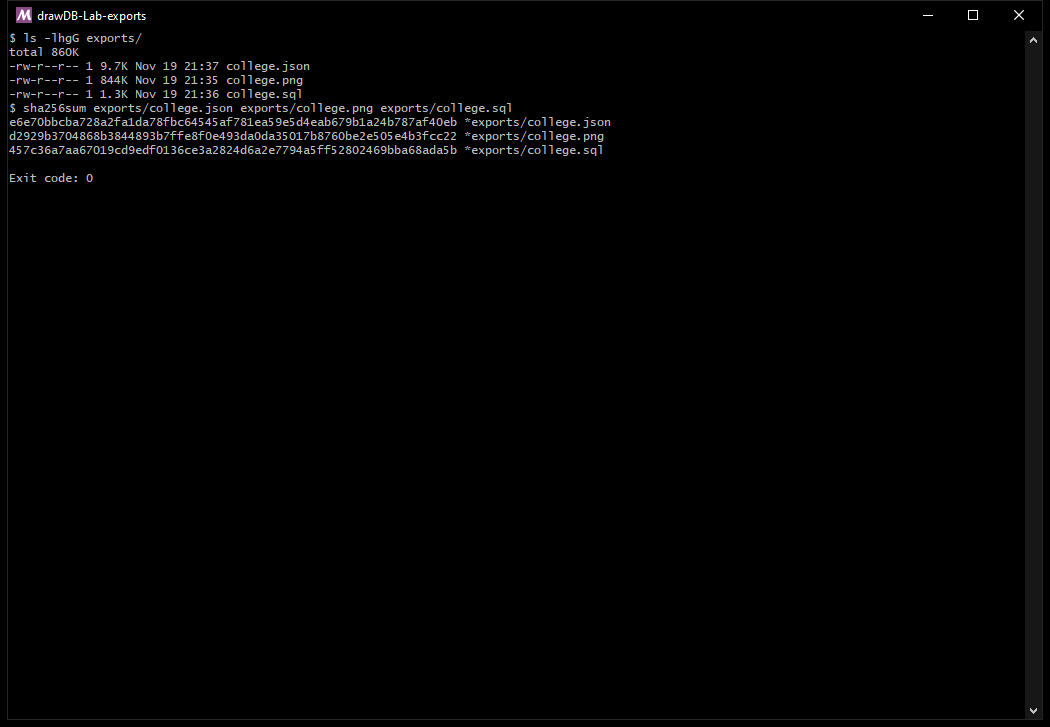 drawDB-Lab-exports
$ ls -lhgG exports/
total 860K
-rw-r--r-- 1 9.7K Nov 19 21:37 college.json
-rw-r--r-- 1 844K Nov 19 21:35 college.png
-rw-r--r-- 1 1.3K Nov 19 21:36 college.sql
$ sha256sum exports/college.json exports/college.png exports/college.sql
e6e70bbcba728a2fa1da78fbc64545af781ea59e5d4eab679b1a24b787af40eb *exports/college.json
d2929b3704868b3844893b7ffe8f0e493da0da35017b8760be2e505e4b3fcc22 *exports/college.png
457c36a7aa67019cd9edf0136ce3a2824d6a2e7794a5ff52802469bba68ada5b *exports/college.sql
Exit code: 0